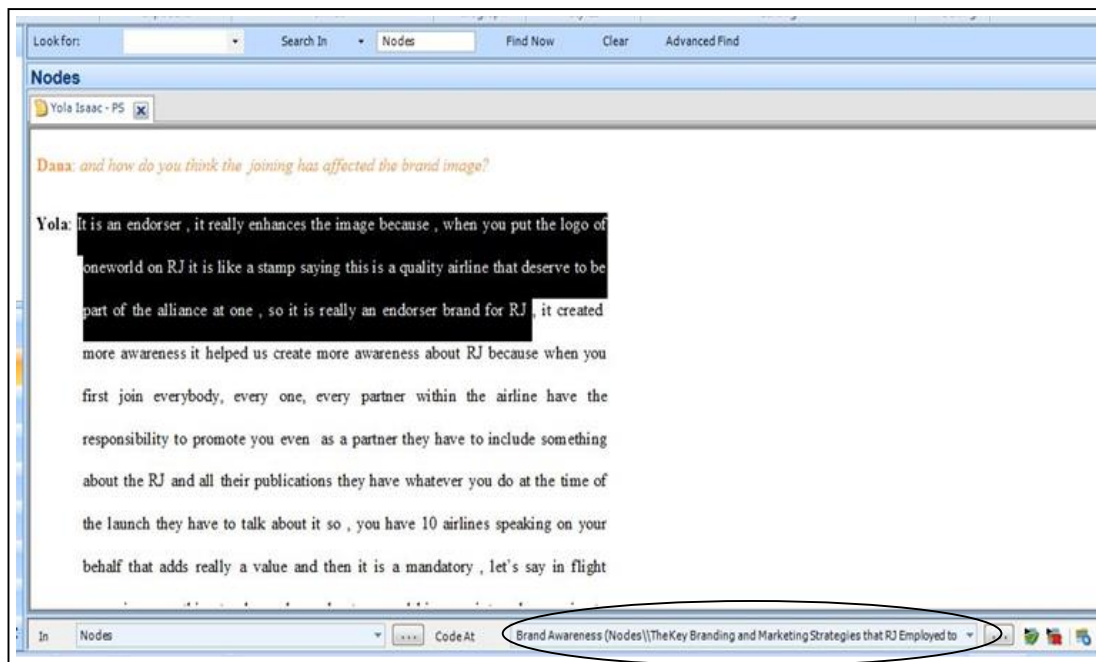 Look for: Search In Nodes Find Now Clear Advanced Find
Nodes
Yola Isaac - PS
Dana: and how do you think the joining has affected the brand image?
Yola: It is an endorser , it really enhances the image because , when you put the logo of
oneworld on RJ it is like a stamp saying this is a quality airline that deserve to be
part of the alliance at one , so it is really an endorser brand for RJ , it created
more awareness it helped us create more awareness about RJ because when you
first join everybody, every one, every partner within the airline have the
responsibility to promote you even as a partner they have to include something
about the RJ and all their publications they have whatever you do at the time of
the launch they have to talk about it so , you have 10 airlines speaking on your
behalf that adds really a value and then it is a mandatory , let's say in flight
In Nodes ... Code At Brand Awareness (Nodes\\TheKey Branding and Marketing Strategies that RJ Employed to ...